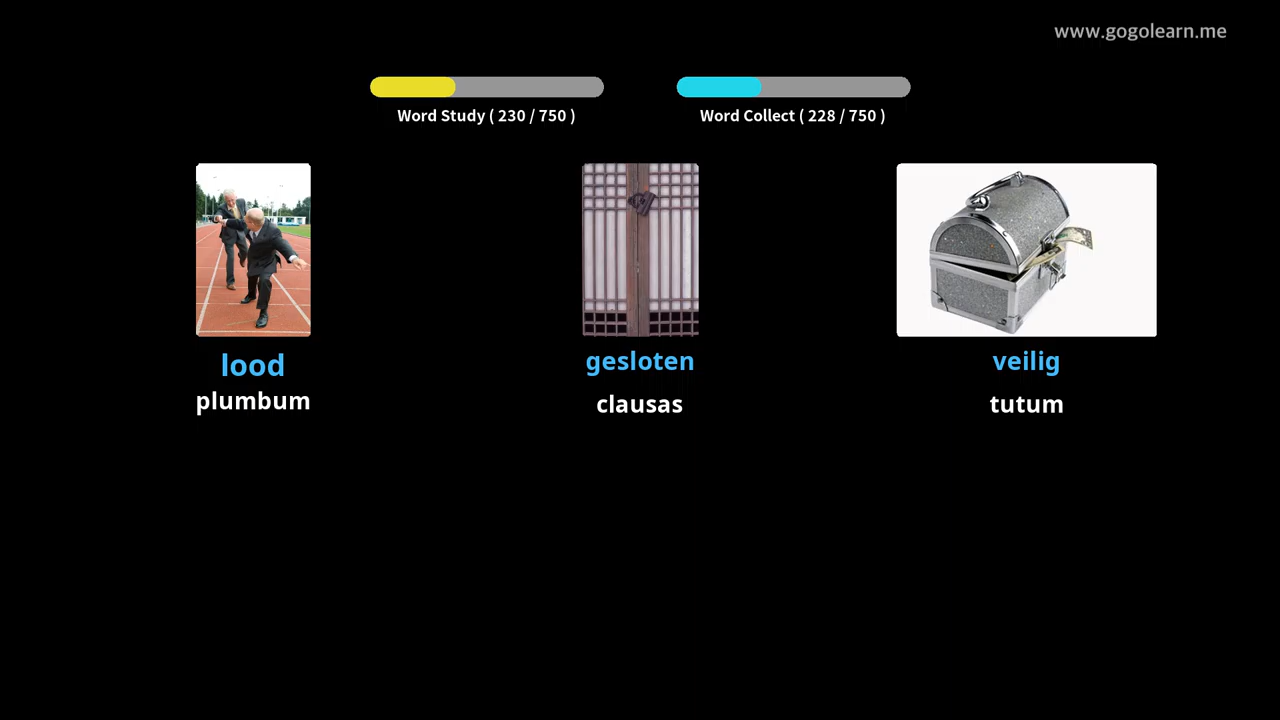 www.gogolearn.me
Word Study ( 230 / 750 )
Word Collect ( 228 / 750 )
lood
plumbum
gesloten
clausas
veilig
tutum